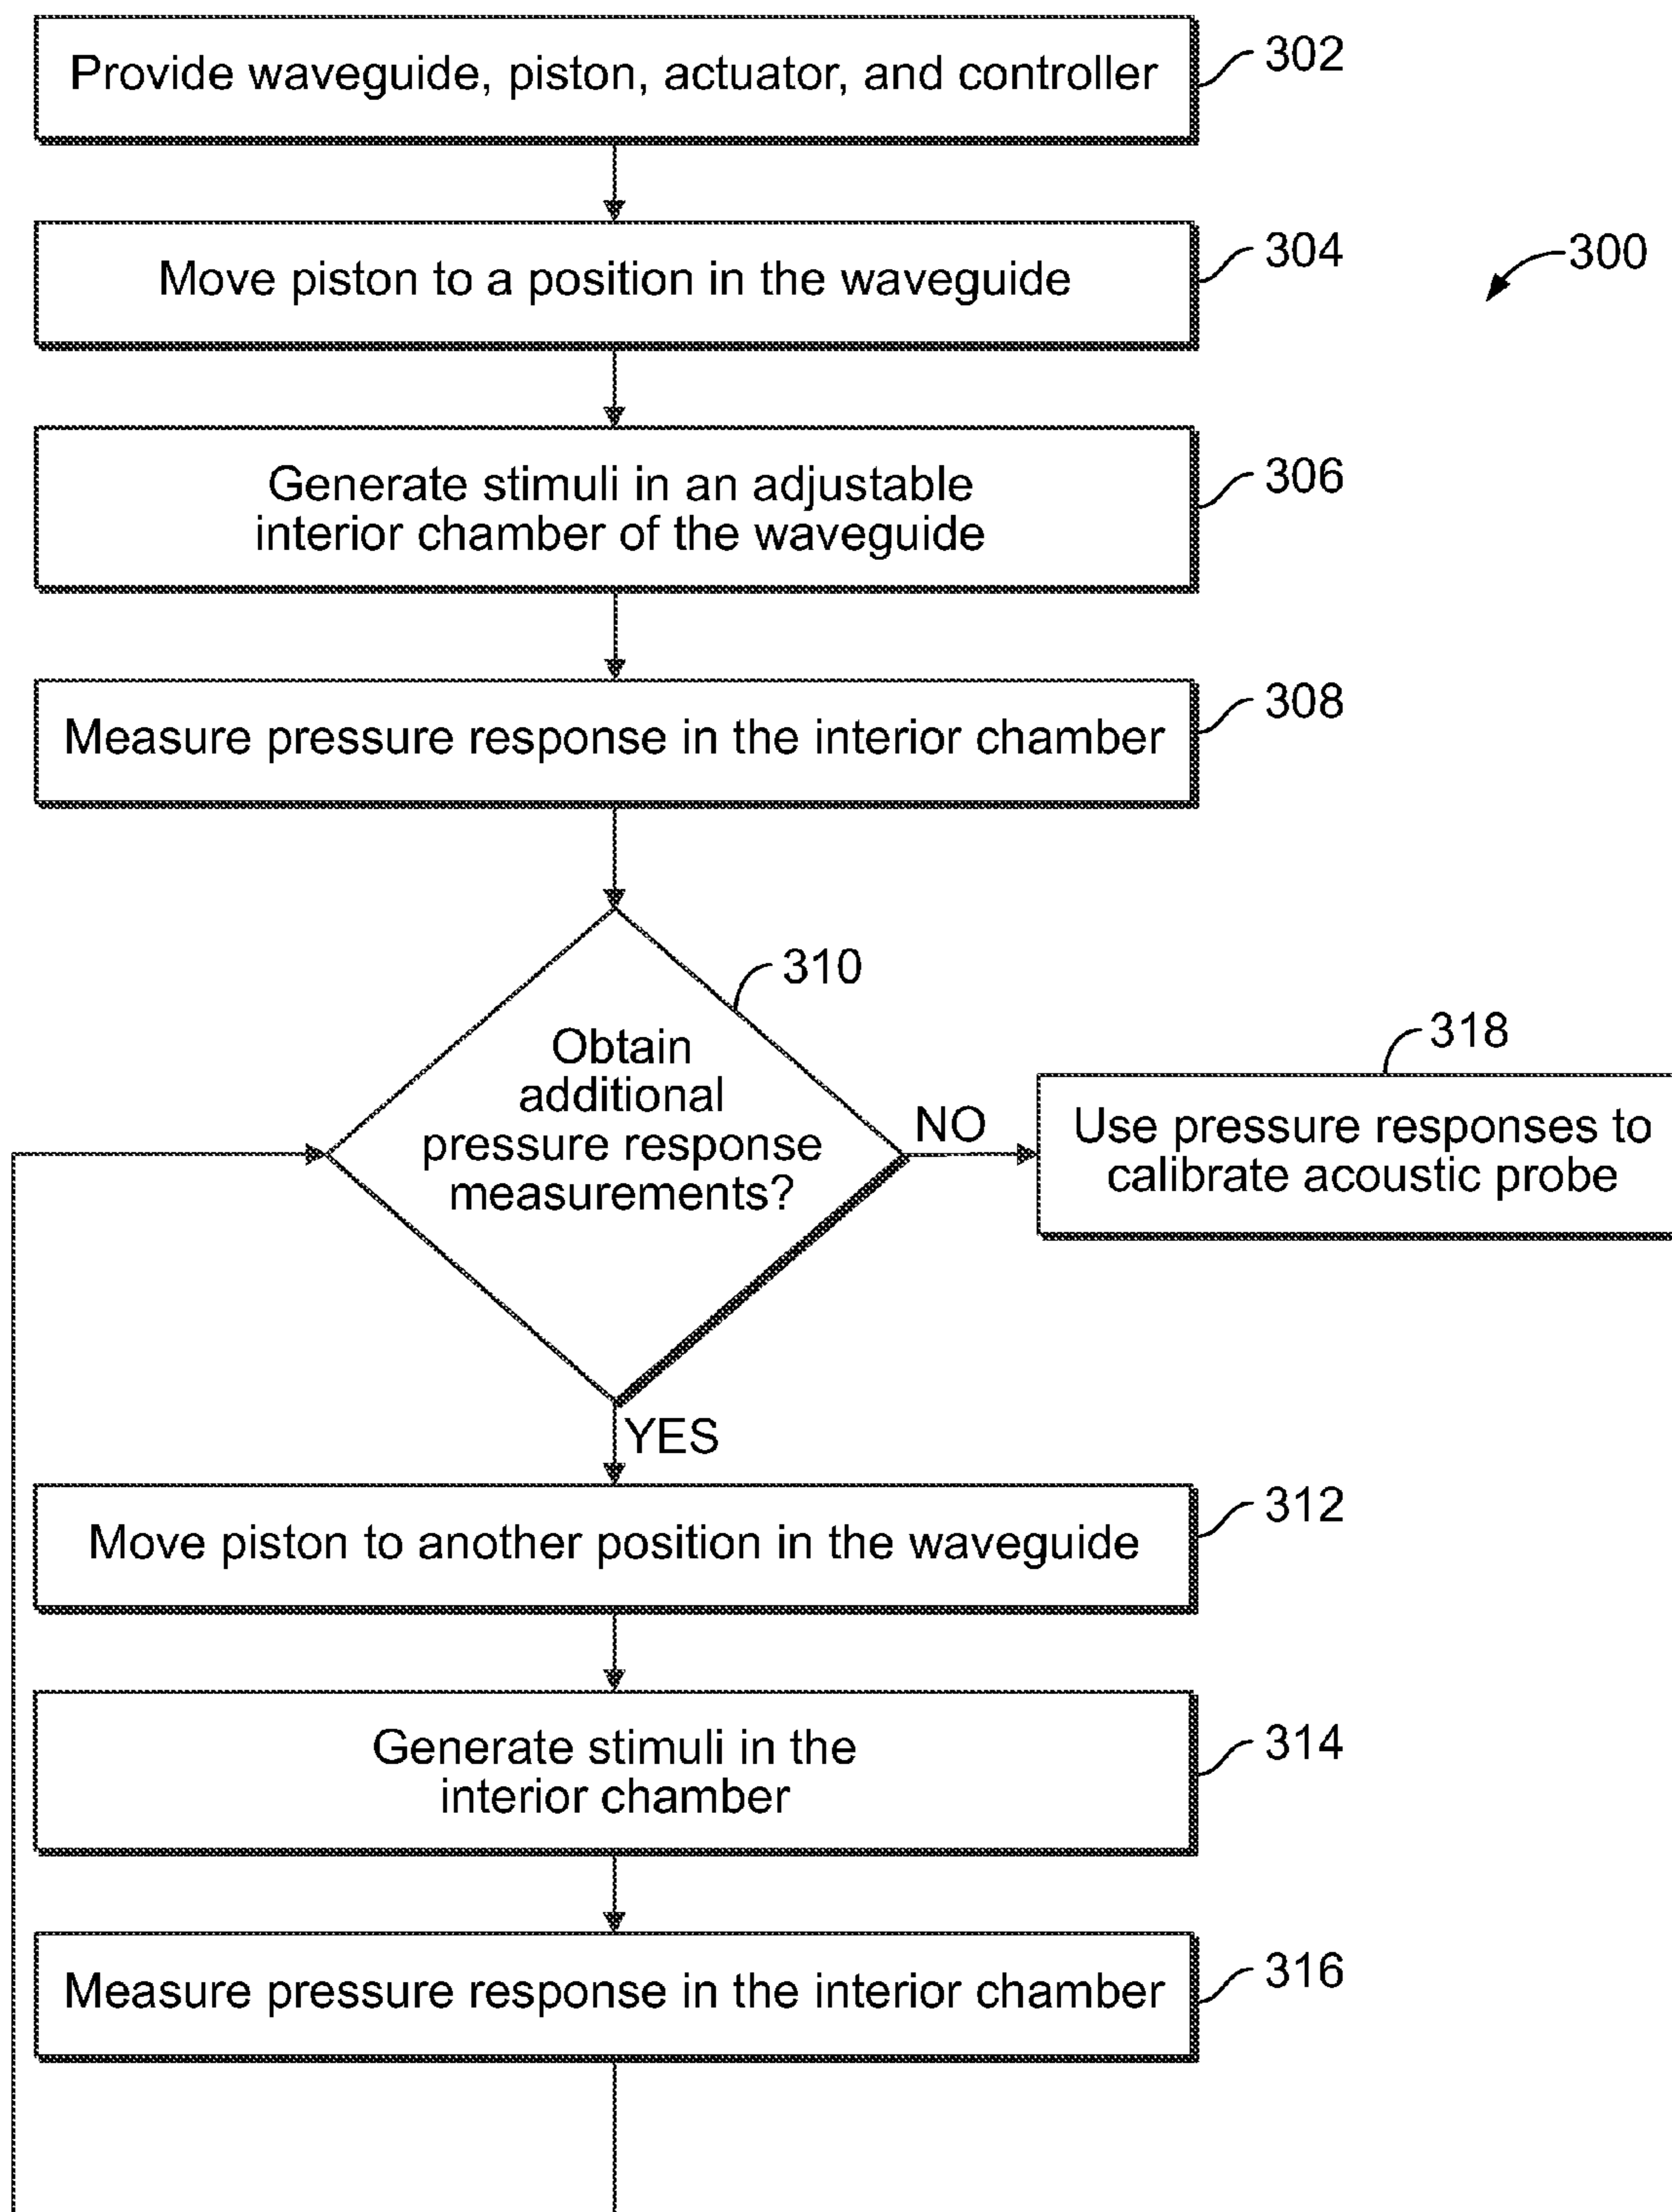 Provide waveguide, piston, actuator, and controller
302
Move piston to a position in the waveguide
304
300
Generate stimuli in an adjustable
interior chamber of the waveguide
306
Measure pressure response in the interior chamber
308
310
Obtain
additional
pressure response
measurements?
NO
318
Use pressure responses to
calibrate acoustic probe
YES
Move piston to another position in the waveguide
312
Generate stimuli in the
interior chamber
314
Measure pressure response in the interior chamber
316